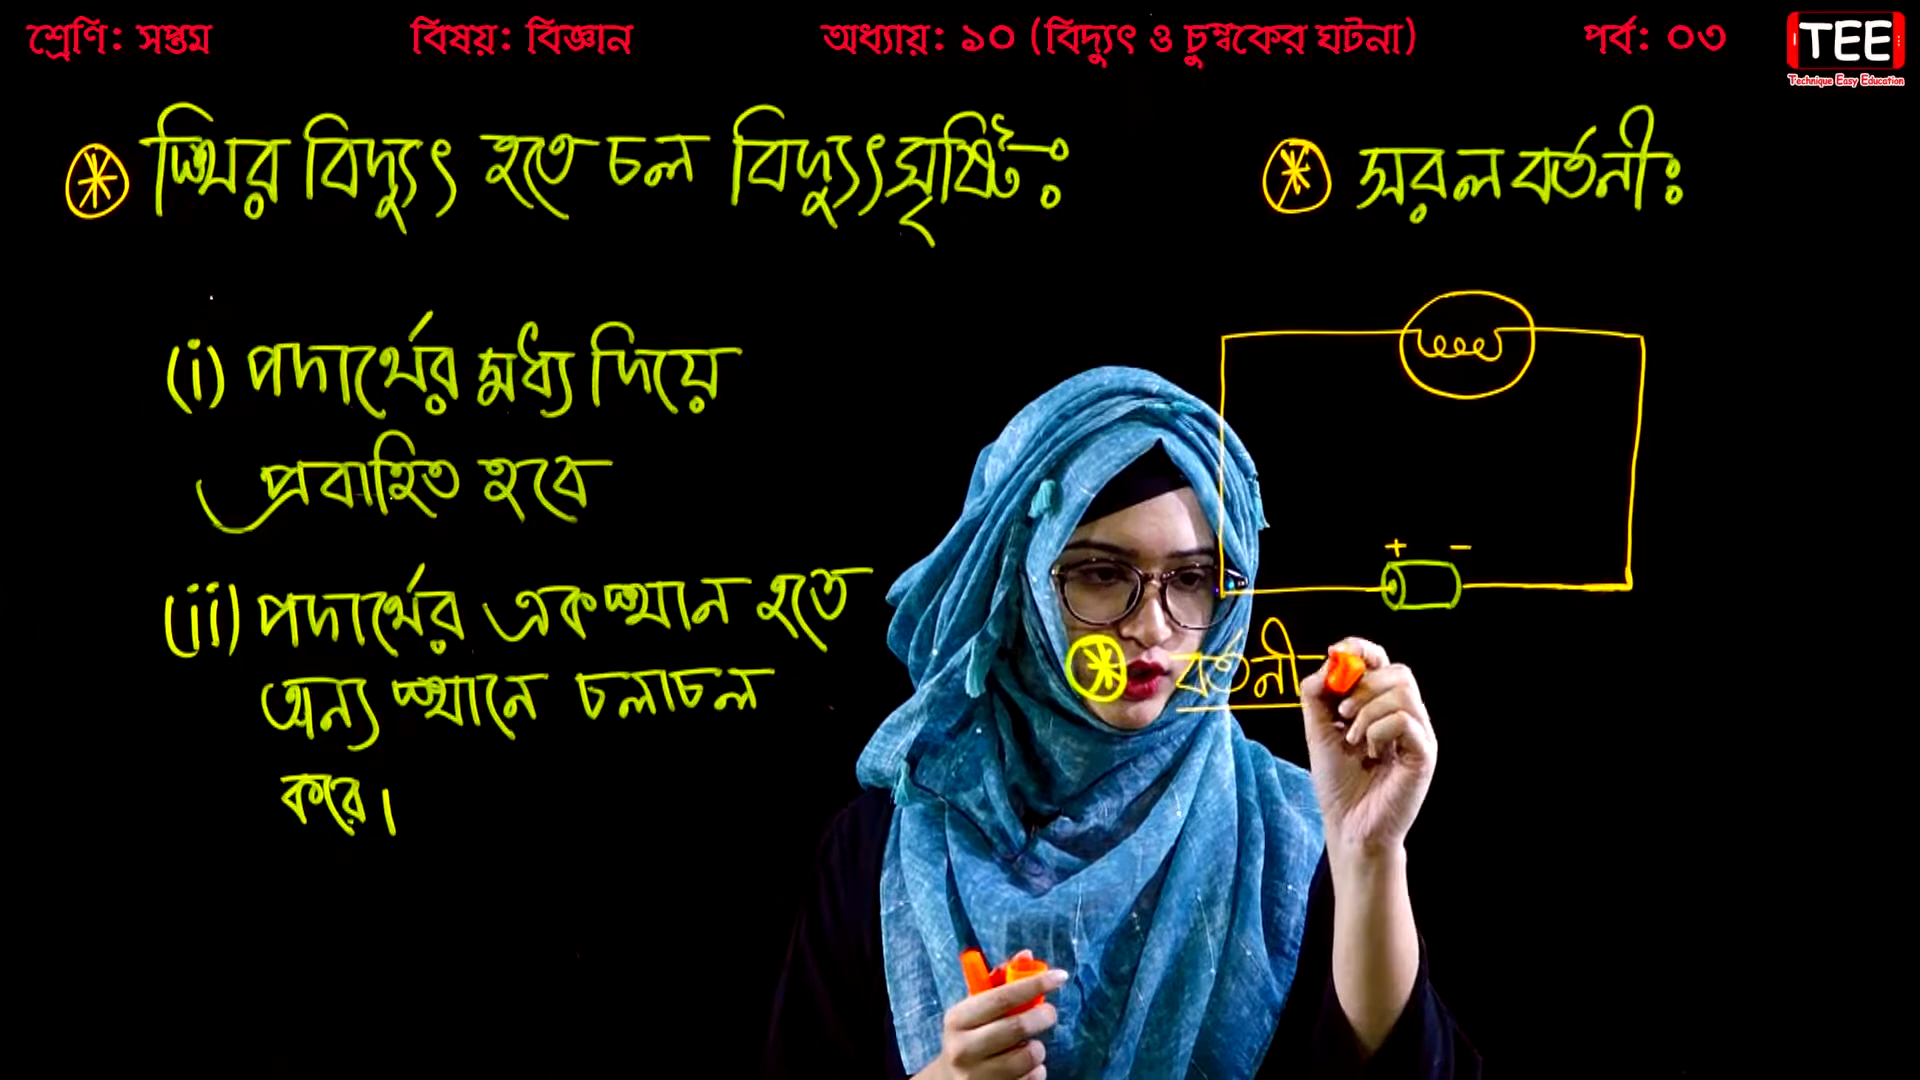 শ্রেণি: সপ্তম বিষয়: বিজ্ঞান অধ্যায়: ১০ (বিদ্যুৎ ও চুম্বকের ঘটনা) পর্ব: ০৩
TEE
Technique Easy Education
স্থির বিদ্যুৎ হতে চল বিদ্যুৎ সৃষ্টি:
(i) পদার্থের মধ্য দিয়ে
প্রবাহিত হবে
(ii) পদার্থের একস্থান হতে
অন্য স্থানে চলাচল
করে।
সরল বর্তনী:
+ −
বর্তনী